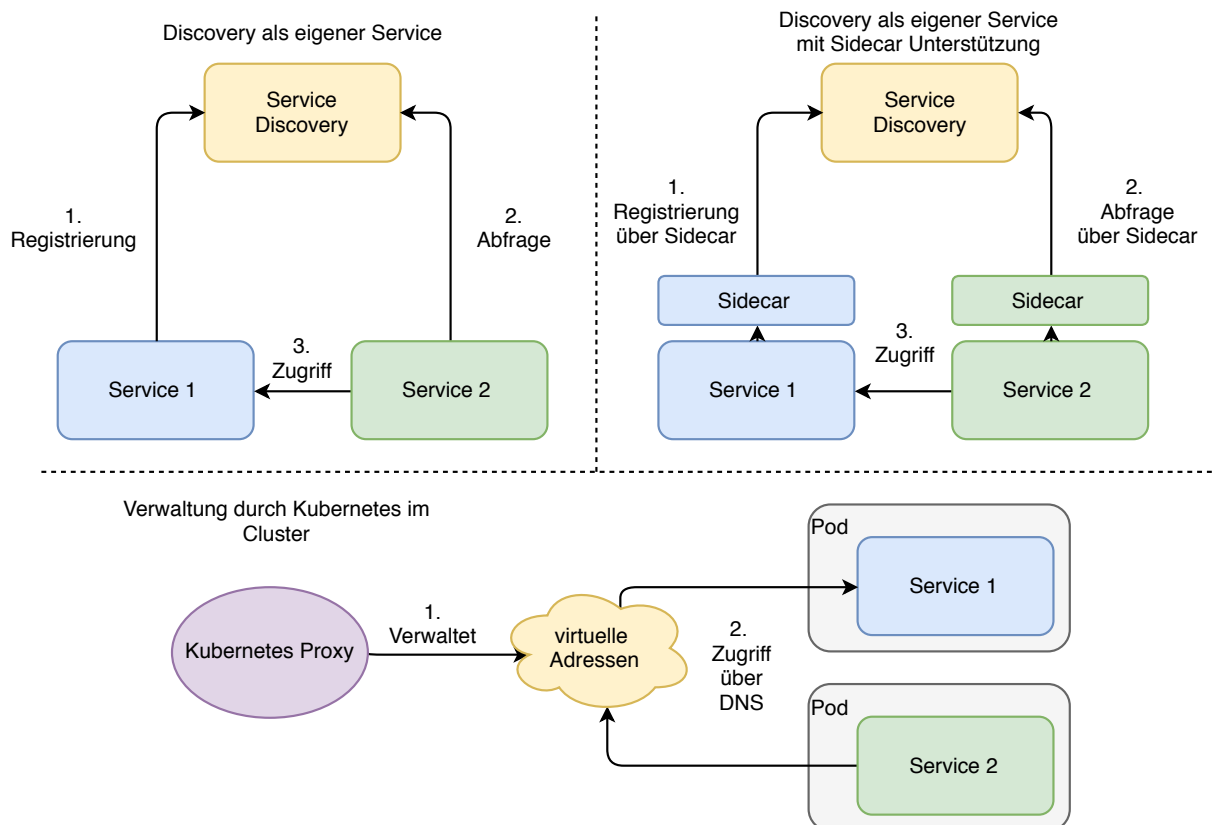 Discovery als eigener Service
Service
Discovery
1.
Registrierung
2.
Abfrage
3.
Zugriff
Service 1
Service 2
Discovery als eigener Service
mit Sidecar Unterstützung
Service
Discovery
1.
Registrierung
über Sidecar
2.
Abfrage
über Sidecar
Sidecar
Sidecar
3.
Zugriff
Service 1
Service 2
Verwaltung durch Kubernetes im
Cluster
Kubernetes Proxy
1.
Verwaltet
virtuelle
Adressen
2.
Zugriff
über
DNS
Pod
Service 1
Pod
Service 2